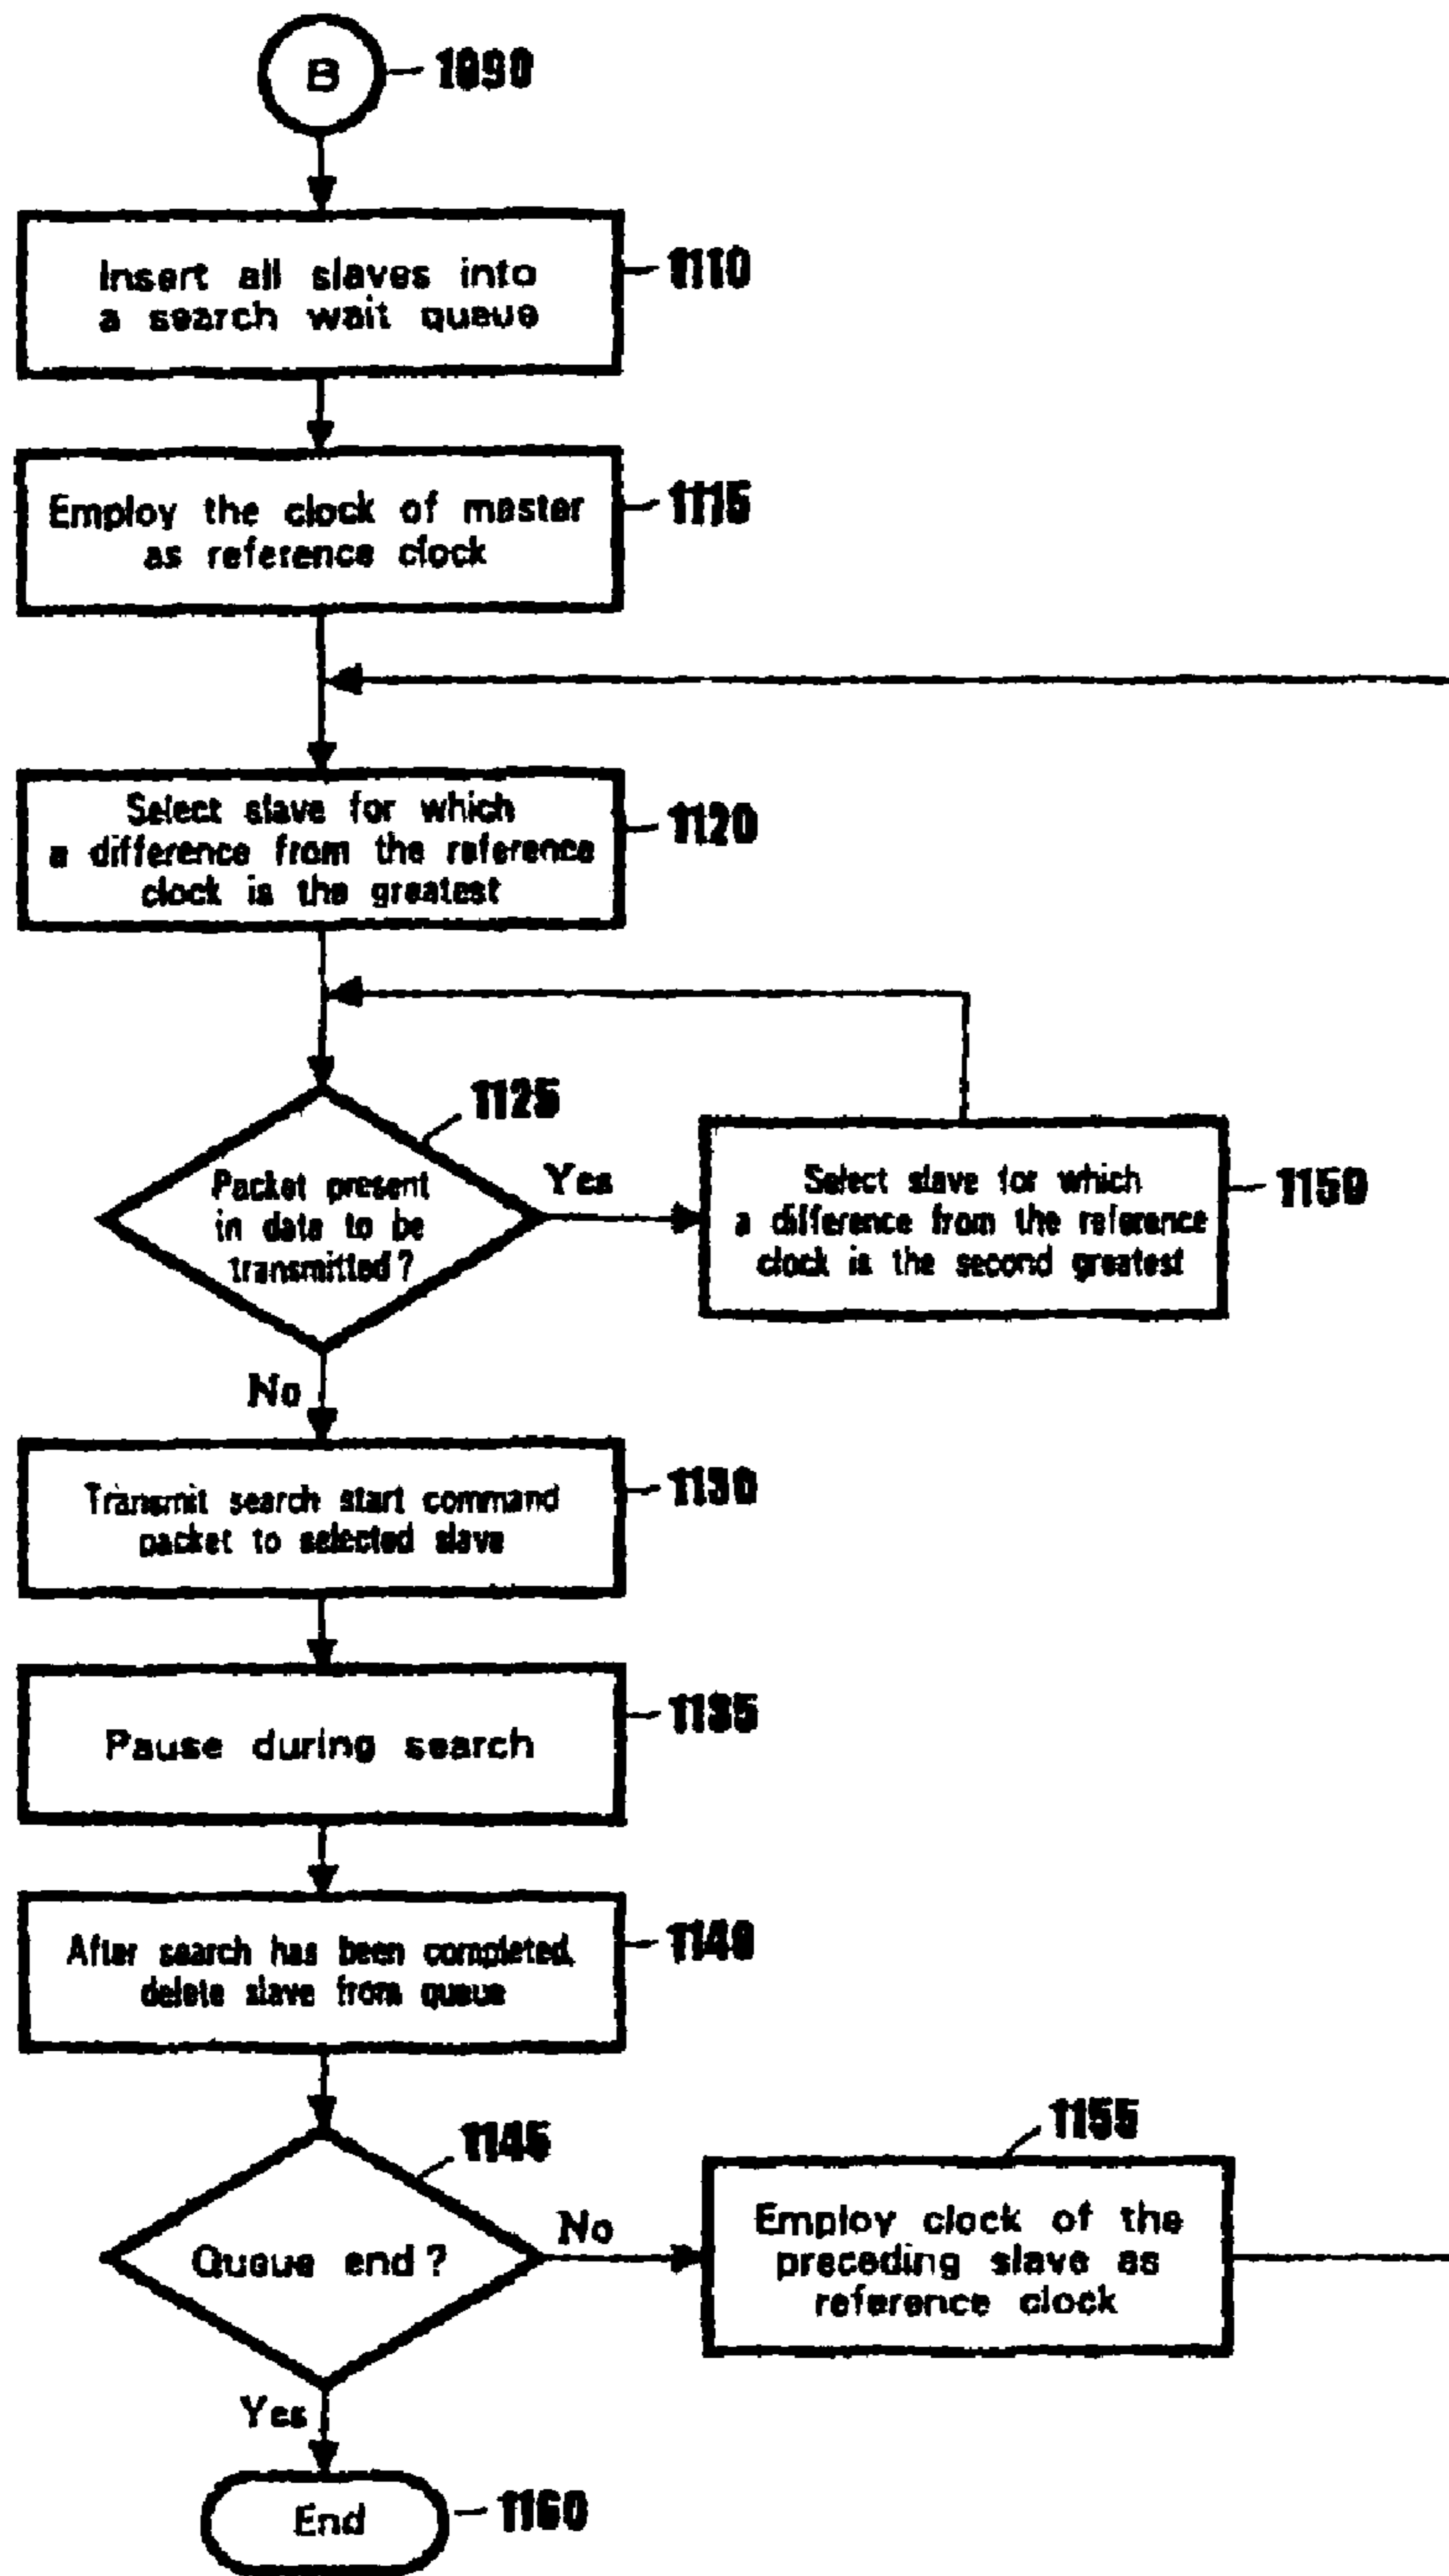 B
1090
Insert all slaves into
a search wait queue
1110
Employ the clock of master
as reference clock
1115
Select slave for which
a difference from the reference
clock is the greatest
1120
1125
Packet present
in data to be
transmitted?
Yes
Select slave for which
a difference from the reference
clock is the second greatest
1150
No
Transmit search start command
packet to selected slave
1130
Pause during search
1135
After search has been completed,
delete slave from queue
1140
1145
Queue end?
No
1155
Employ clock of the
preceding slave as
reference clock
Yes
End
1160